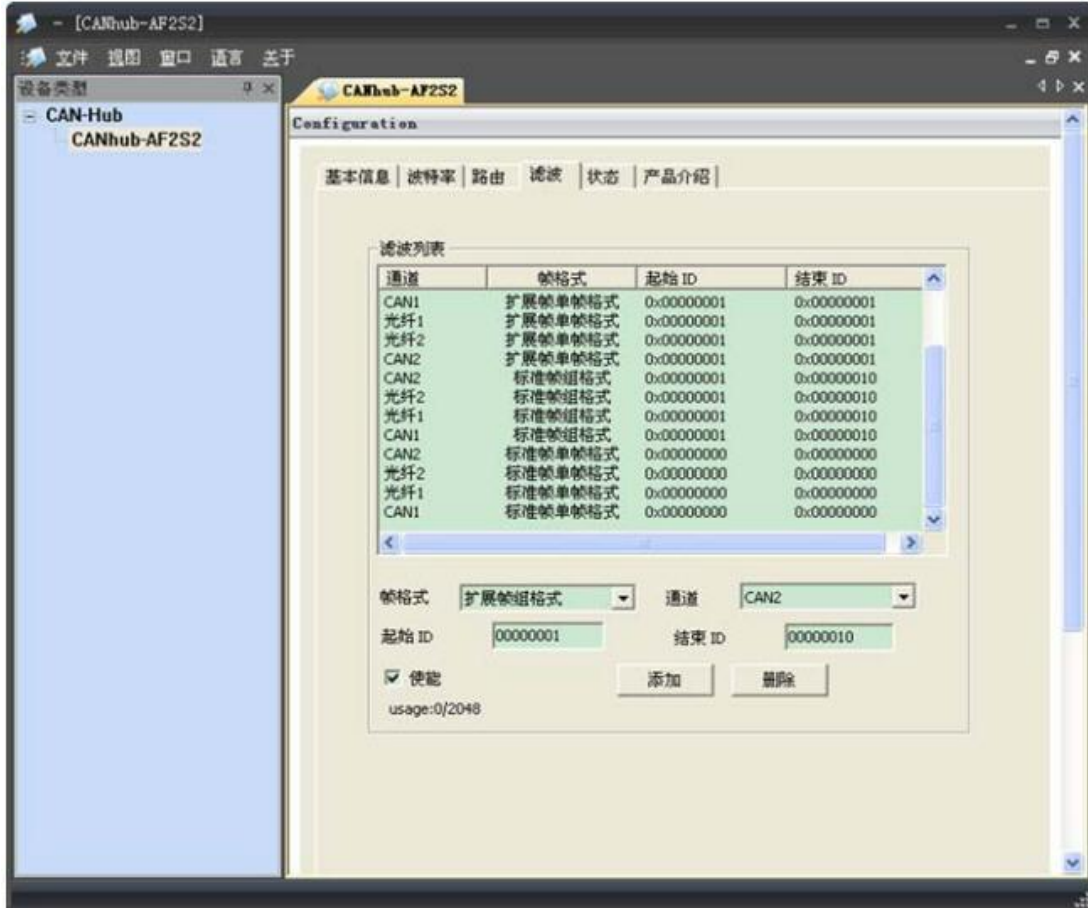 - [CANhub-AF2S2]
文件 视图 窗口 语言 关于
设备类型
CAN-Hub
CANhub-AF2S2
CANhub-AF2S2
Configuration
基本信息 波特率 路由 滤波 状态 产品介绍
滤波列表
通道 帧格式 起始 ID 结束 ID
CAN1 扩展帧单帧格式 0x00000001 0x00000001
光纤1 扩展帧单帧格式 0x00000001 0x00000001
光纤2 扩展帧单帧格式 0x00000001 0x00000001
CAN2 扩展帧单帧格式 0x00000001 0x00000001
CAN2 标准帧组格式 0x00000001 0x00000010
光纤2 标准帧组格式 0x00000001 0x00000010
光纤1 标准帧组格式 0x00000001 0x00000010
CAN1 标准帧组格式 0x00000001 0x00000010
CAN2 标准帧单帧格式 0x00000000 0x00000000
光纤2 标准帧单帧格式 0x00000000 0x00000000
光纤1 标准帧单帧格式 0x00000000 0x00000000
CAN1 标准帧单帧格式 0x00000000 0x00000000
帧格式 扩展帧组格式 通道 CAN2
起始 ID 00000001 结束 ID 00000010
使能 添加 删除
usage:0/2048